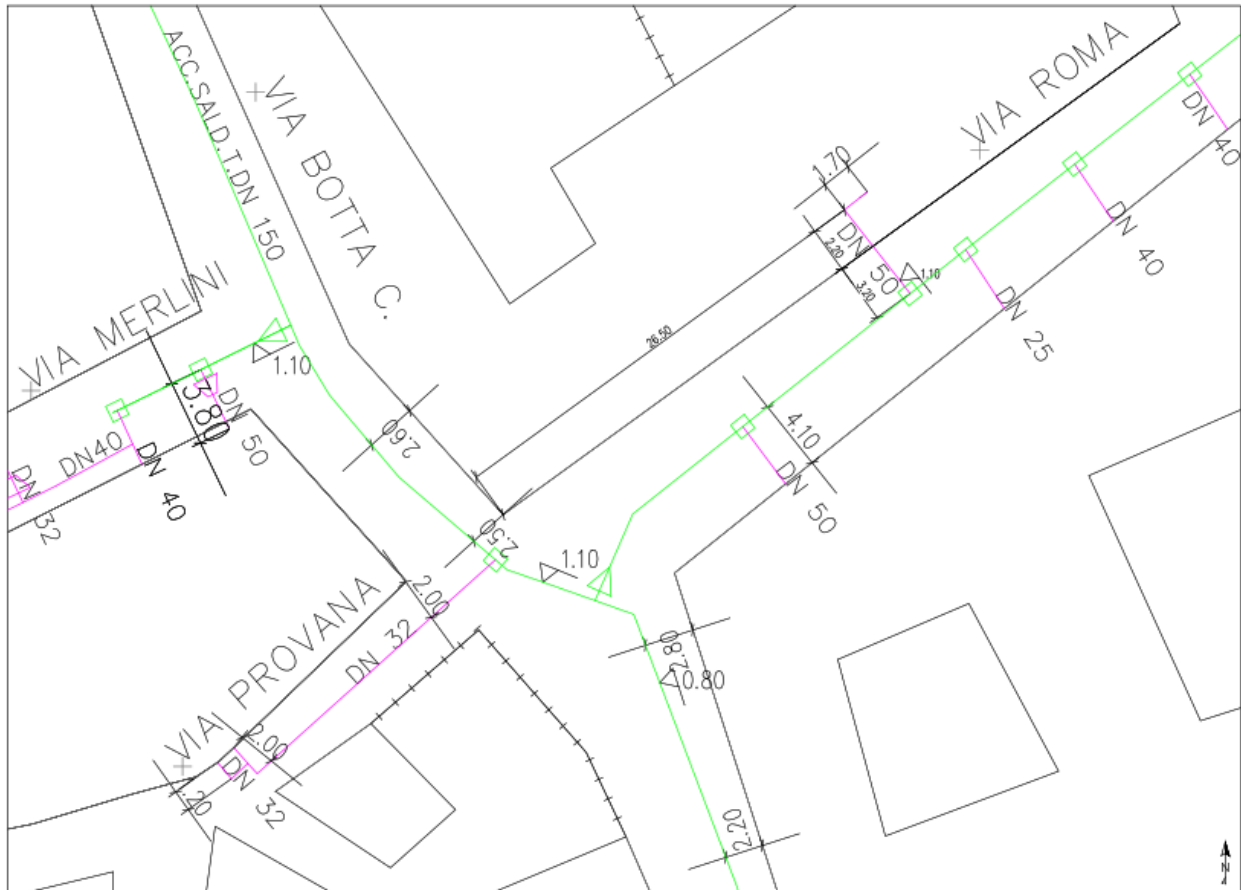 ACC.SALD.T.DN 150
VIA BOTTA C.
VIA ROMA
DN 40
1.70
DN 40
2.20
DN 50
3.20
1.10
DN 25
VIA MERLINI
1.10
26.50
3.80
DN 50
2.60
4.10
DN40
DN 40
DN 32
DN 50
2.50
1.10
VIA PROVANA
2.00
DN 32
2.80
0.80
2.00
DN 32
2.20
N